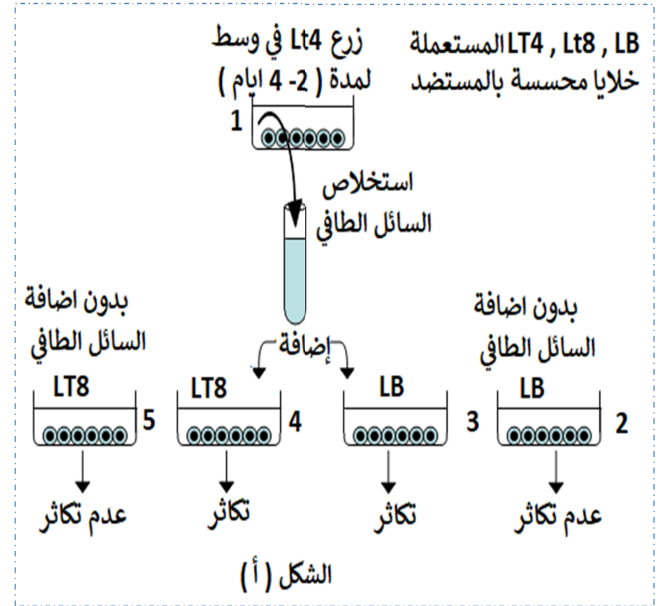 المستعملة LT4 , Lt8 , LB
خلايا محسسة بالمستضد
زرع Lt4 في وسط
لمدة ( 2- 4 ايام )
1
استخلاص
السائل الطافي
بدون اضافة
السائل الطافي
إضافة
بدون اضافة
السائل الطافي
LB
2
LB
3
LT8
4
LT8
5
عدم تكاثر
تكاثر
تكاثر
عدم تكاثر
الشكل ( أ )